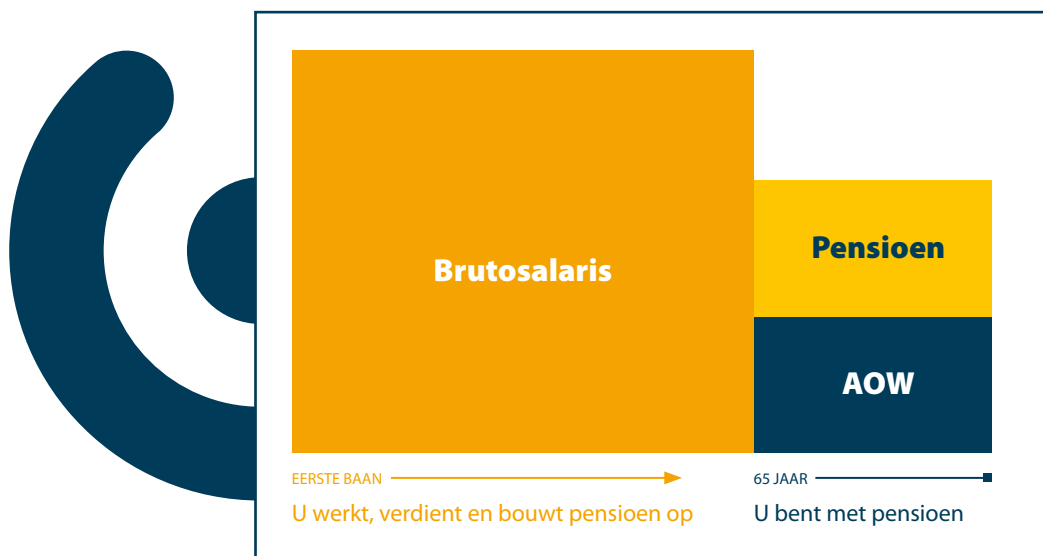 Brutosalaris
Pensioen
AOW
EERSTE BAAN
65 JAAR
U werkt, verdient en bouwt pensioen op
U bent met pensioen